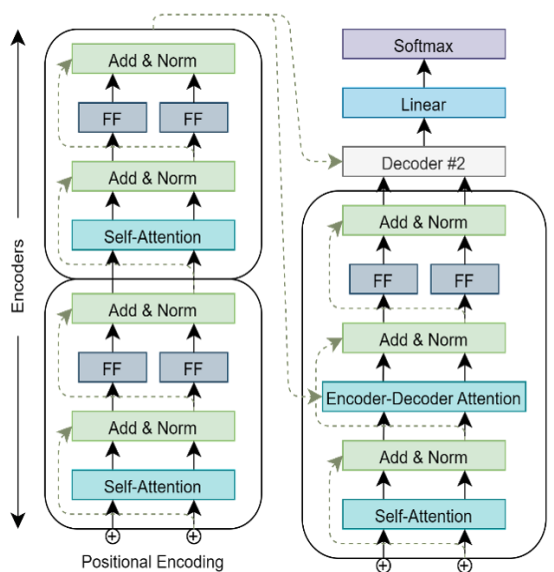 Encoders
Add & Norm
FF FF
Add & Norm
Self-Attention
Add & Norm
FF FF
Add & Norm
Self-Attention
Positional Encoding
Softmax
Linear
Decoder #2
Add & Norm
FF FF
Add & Norm
Encoder-Decoder Attention
Add & Norm
Self-Attention